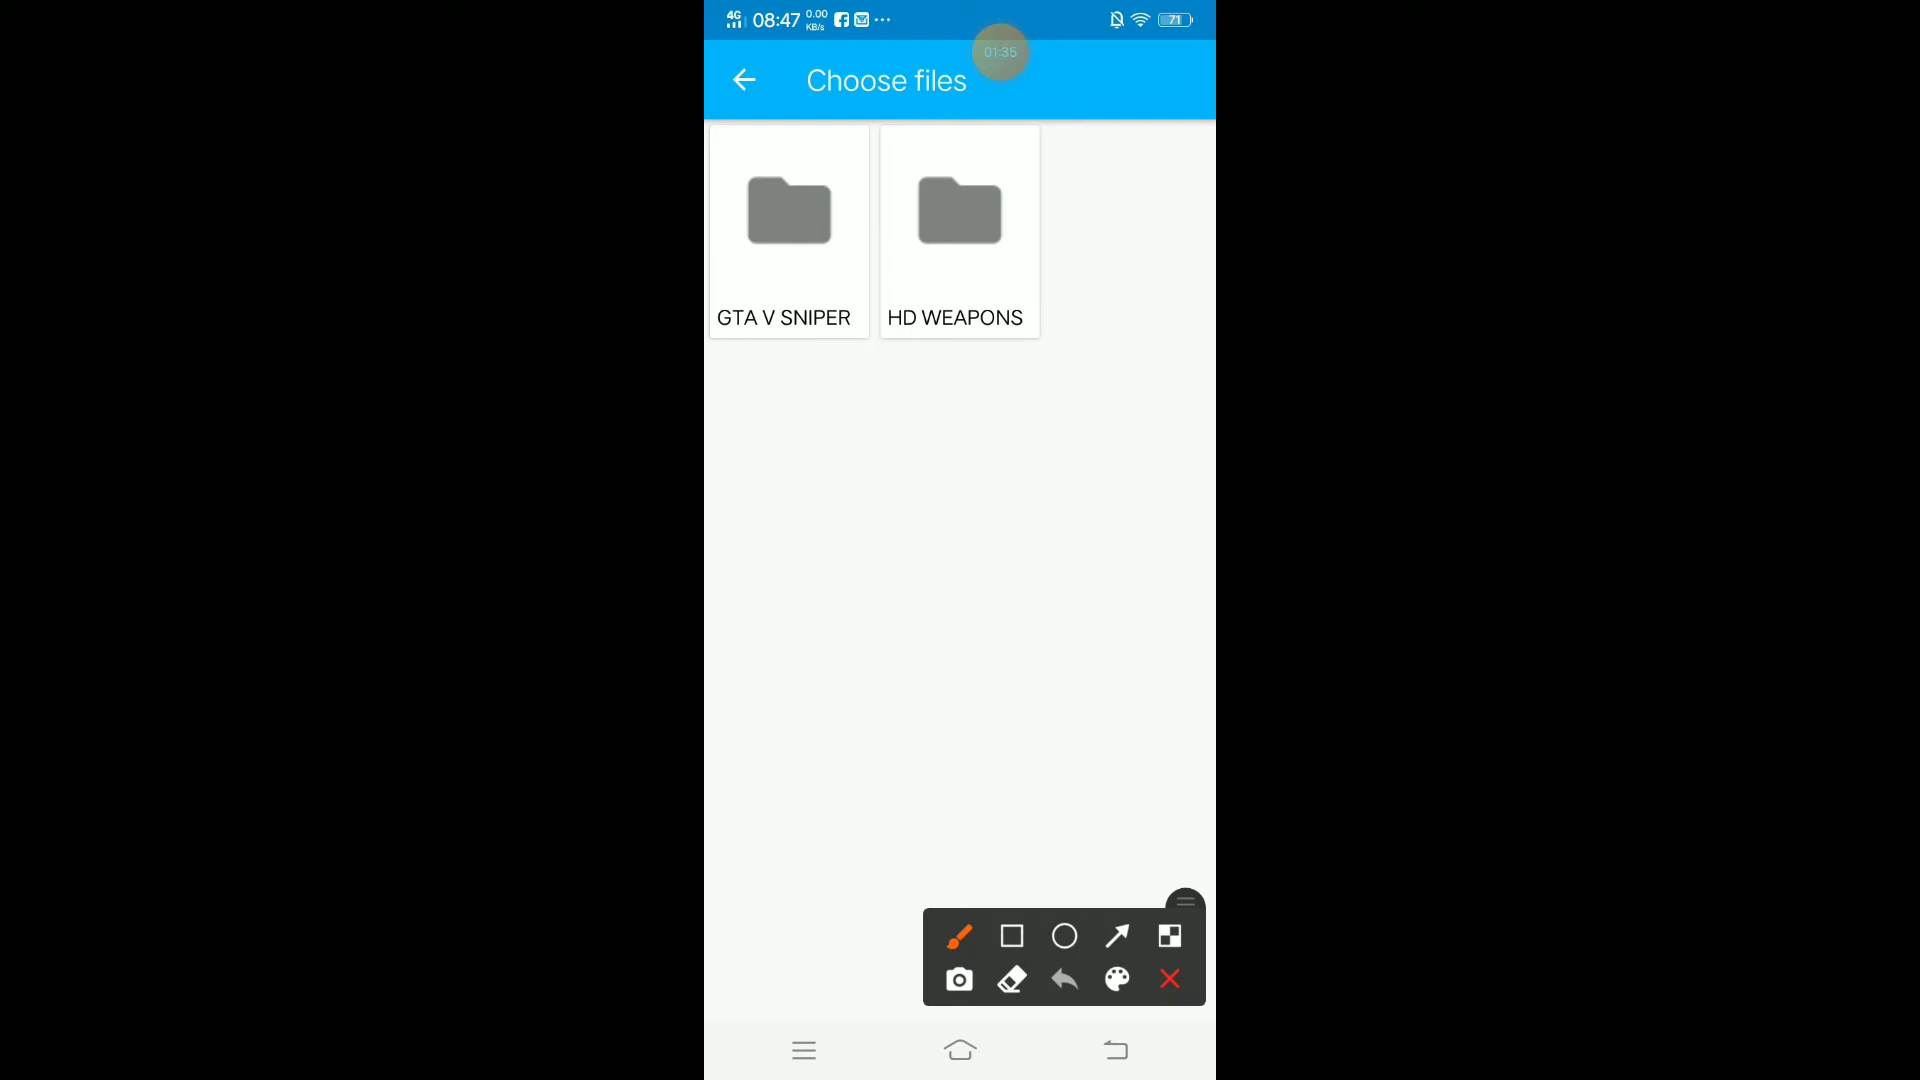 4G 08:47 0.00 KB/s 71
01:35
Choose files
GTA V SNIPER HD WEAPONS